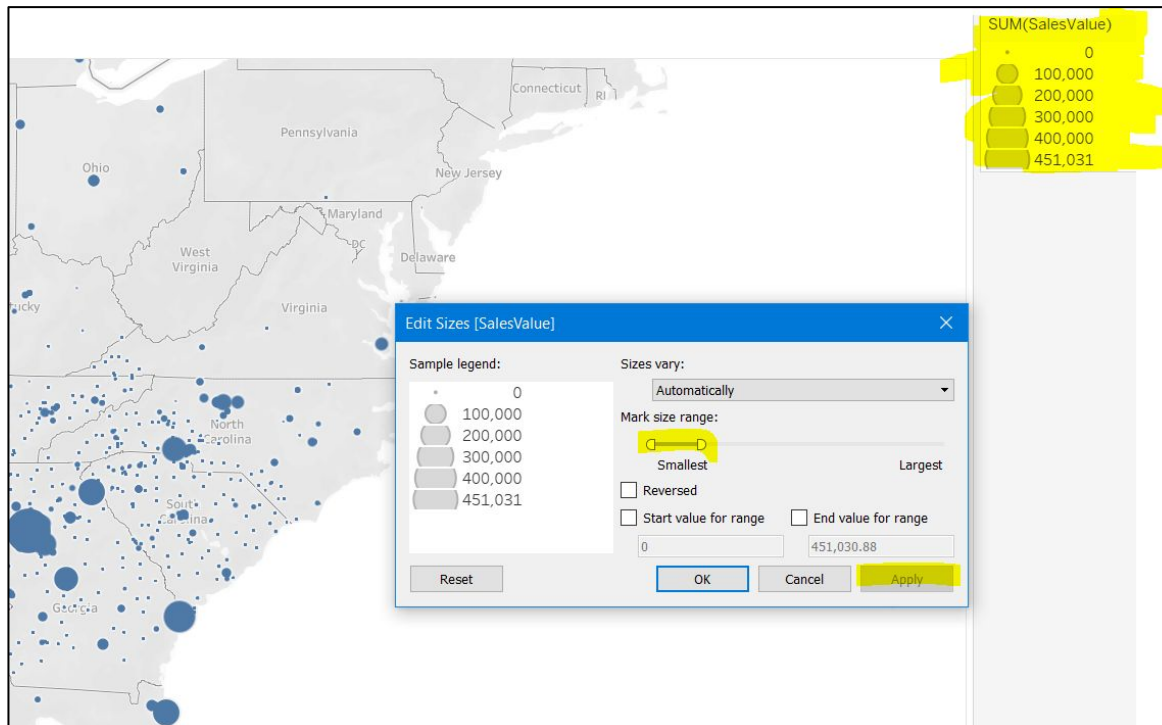 SUM(SalesValue)
0
100,000
200,000
300,000
400,000
451,031
Connecticut
RI
Pennsylvania
Ohio
New Jersey
Maryland
DC
West
Virginia
Delaware
Virginia
North
Carolina
South
Carolina
Georgia
Edit Sizes [SalesValue]
Sample legend:
0
100,000
200,000
300,000
400,000
451,031
Sizes vary:
Automatically
Mark size range:
Smallest Largest
Reversed
Start value for range End value for range
0 451,030.88
Reset OK Cancel Apply